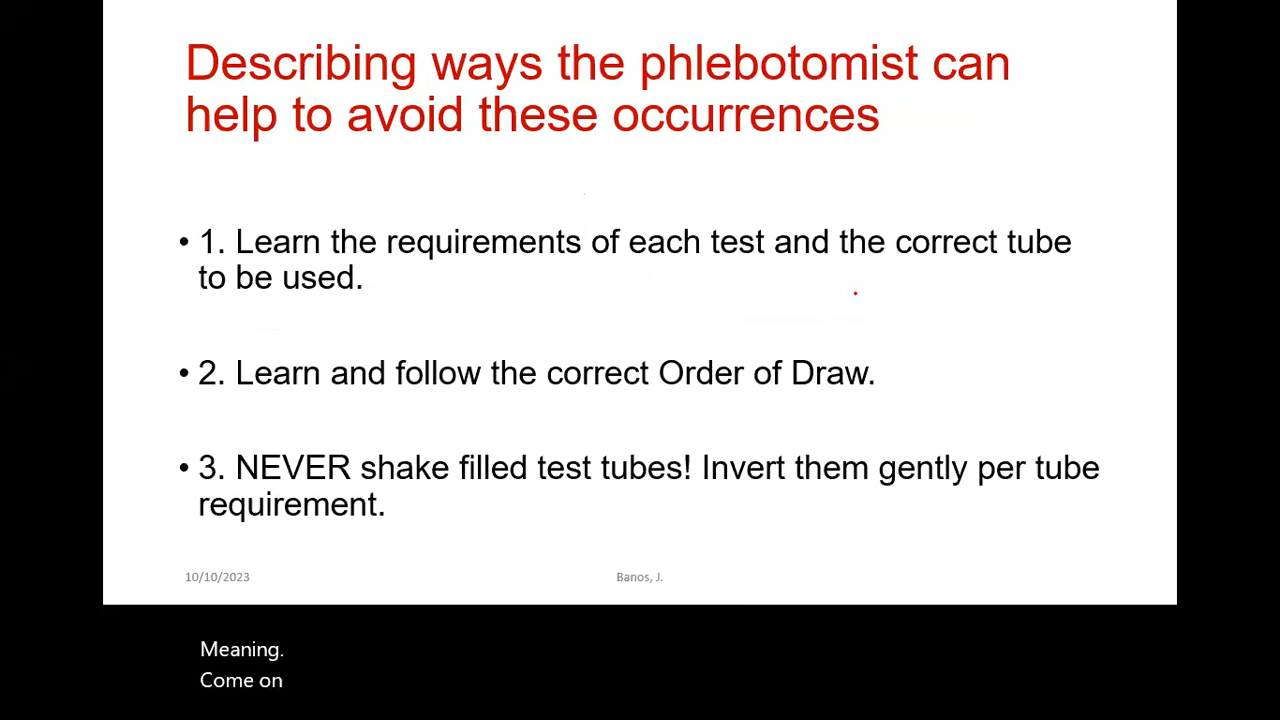 Describing ways the phlebotomist can
help to avoid these occurrences
• 1. Learn the requirements of each test and the correct tube
to be used.
• 2. Learn and follow the correct Order of Draw.
• 3. NEVER shake filled test tubes! Invert them gently per tube
requirement.
10/10/2023
Banos, J.
Meaning.
Come on